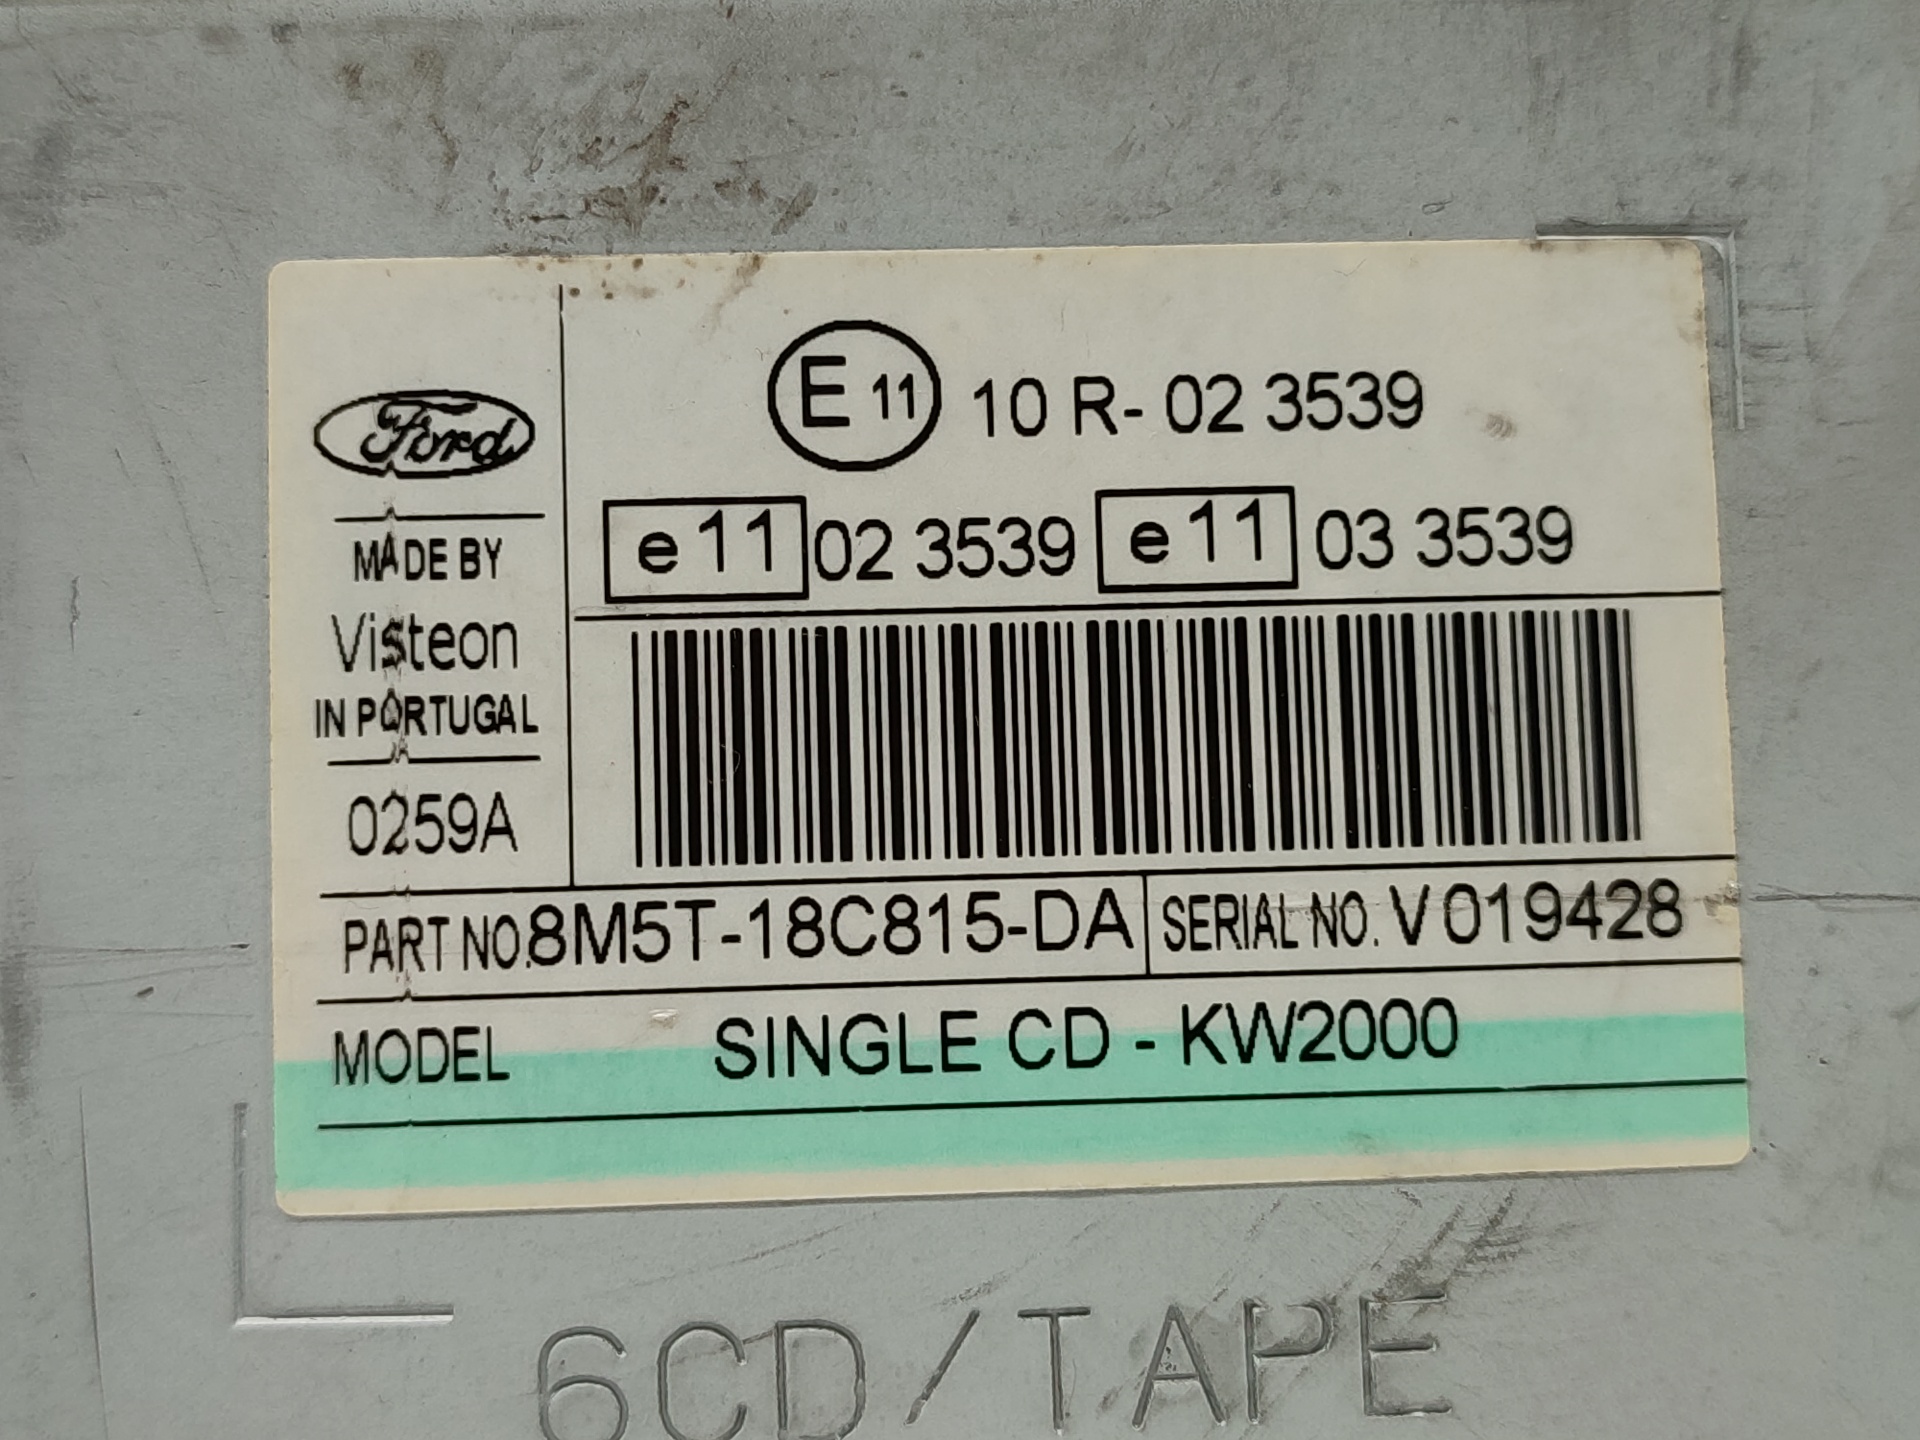 E 11 10 R- 02 3539
e 11 02 3539 e 11 03 3539
Ford
MADE BY
Visteon
IN PORTUGAL
0259A
PART NO. 8M5T-18C815-DA SERIAL NO. V019428
MODEL SINGLE CD - KW2000
6CD/TAPE